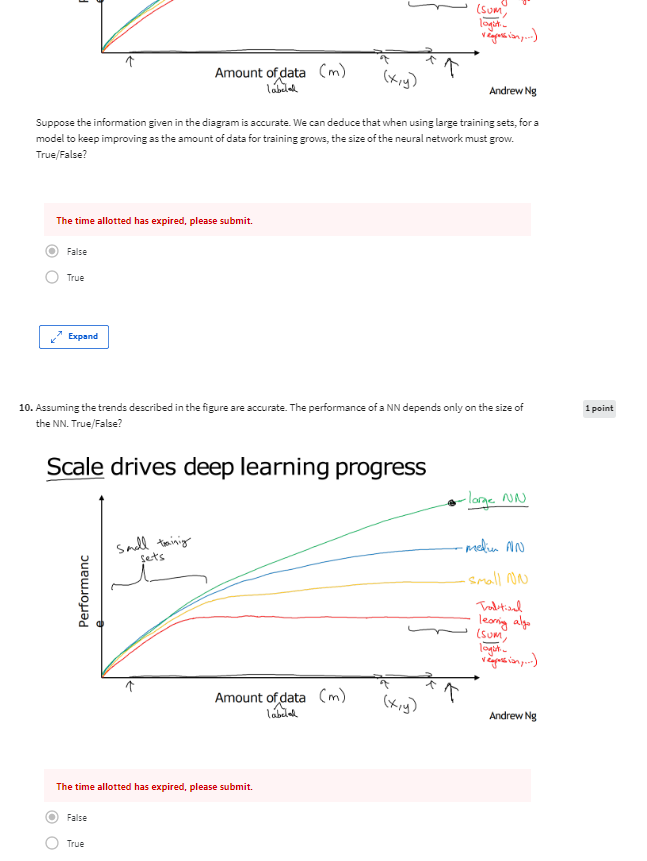 (SVM,
logistic
regression,...)
Amount of data (m)
labeled
(x,y)
Andrew Ng
Suppose the information given in the diagram is accurate. We can deduce that when using large training sets, for a
model to keep improving as the amount of data for training grows, the size of the neural network must grow.
True/False?
The time allotted has expired, please submit.
False
True
Expand
10. Assuming the trends described in the figure are accurate. The performance of a NN depends only on the size of
the NN. True/False?
1 point
Scale drives deep learning progress
large NN
small training
sets
medium NN
small NN
Performanc
Traditional
learning algo
(SVM,
logistic
regression,...)
Amount of data (m)
labeled
(x,y)
Andrew Ng
The time allotted has expired, please submit.
False
True